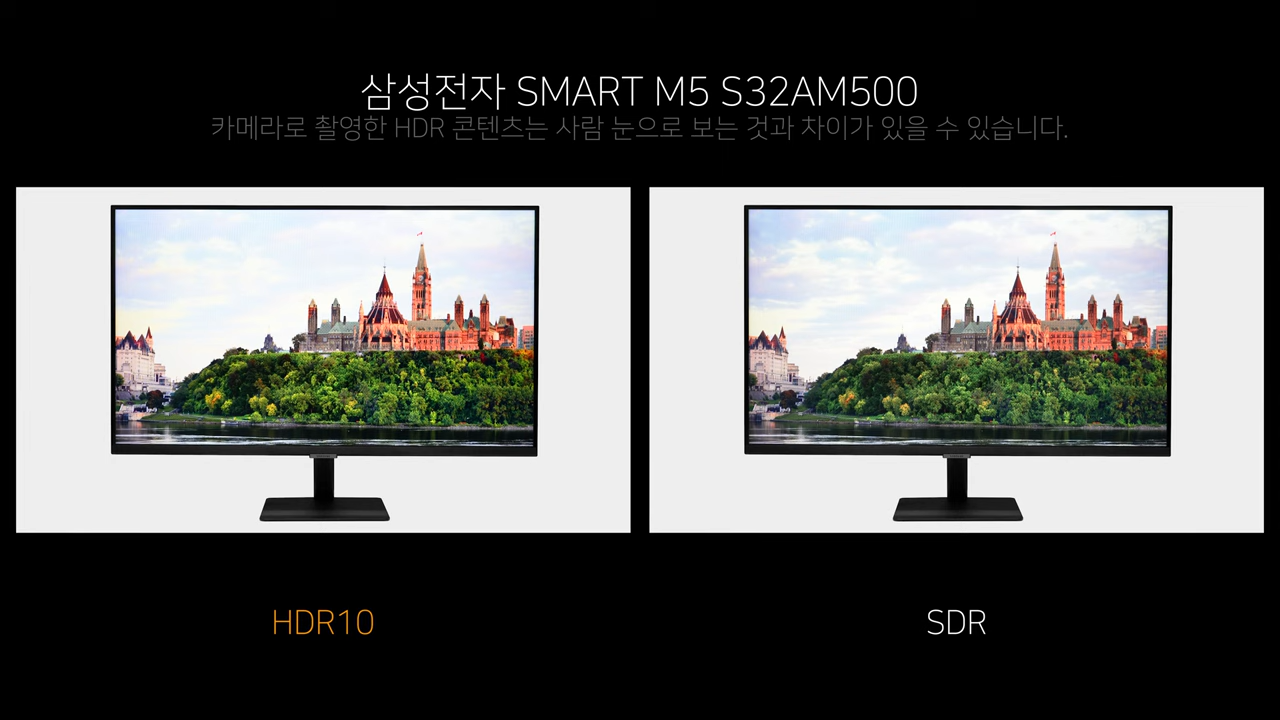 삼성전자 SMART M5 S32AM500
카메라로 촬영한 HDR 콘텐츠는 사람 눈으로 보는 것과 차이가 있을 수 있습니다.
HDR10
SDR